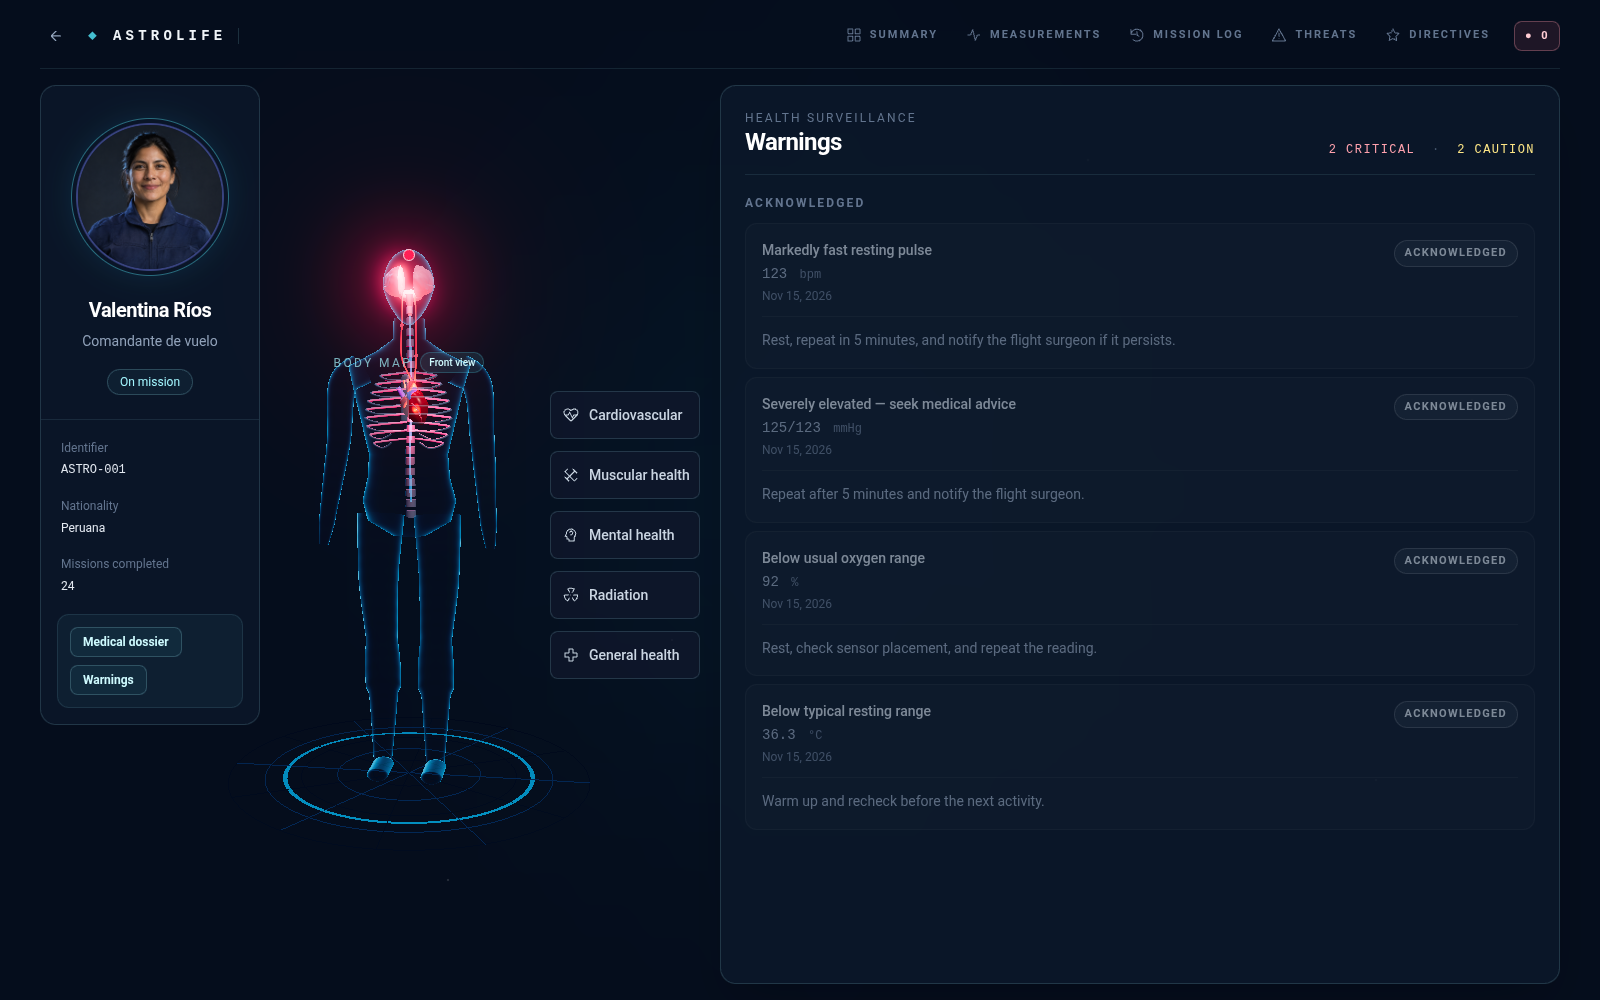 ASTROLIFE
SUMMARY
MEASUREMENTS
MISSION LOG
THREATS
DIRECTIVES
0
Valentina Ríos
Comandante de vuelo
On mission
Identifier
ASTRO-001
Nationality
Peruana
Missions completed
24
Medical dossier
Warnings
BODY MAP
Front view
Cardiovascular
Muscular health
Mental health
Radiation
General health
HEALTH SURVEILLANCE
Warnings
2 CRITICAL · 2 CAUTION
ACKNOWLEDGED
Markedly fast resting pulse
ACKNOWLEDGED
123 bpm
Nov 15, 2026
Rest, repeat in 5 minutes, and notify the flight surgeon if it persists.
Severely elevated — seek medical advice
ACKNOWLEDGED
125/123 mmHg
Nov 15, 2026
Repeat after 5 minutes and notify the flight surgeon.
Below usual oxygen range
ACKNOWLEDGED
92 %
Nov 15, 2026
Rest, check sensor placement, and repeat the reading.
Below typical resting range
ACKNOWLEDGED
36.3 °C
Nov 15, 2026
Warm up and recheck before the next activity.